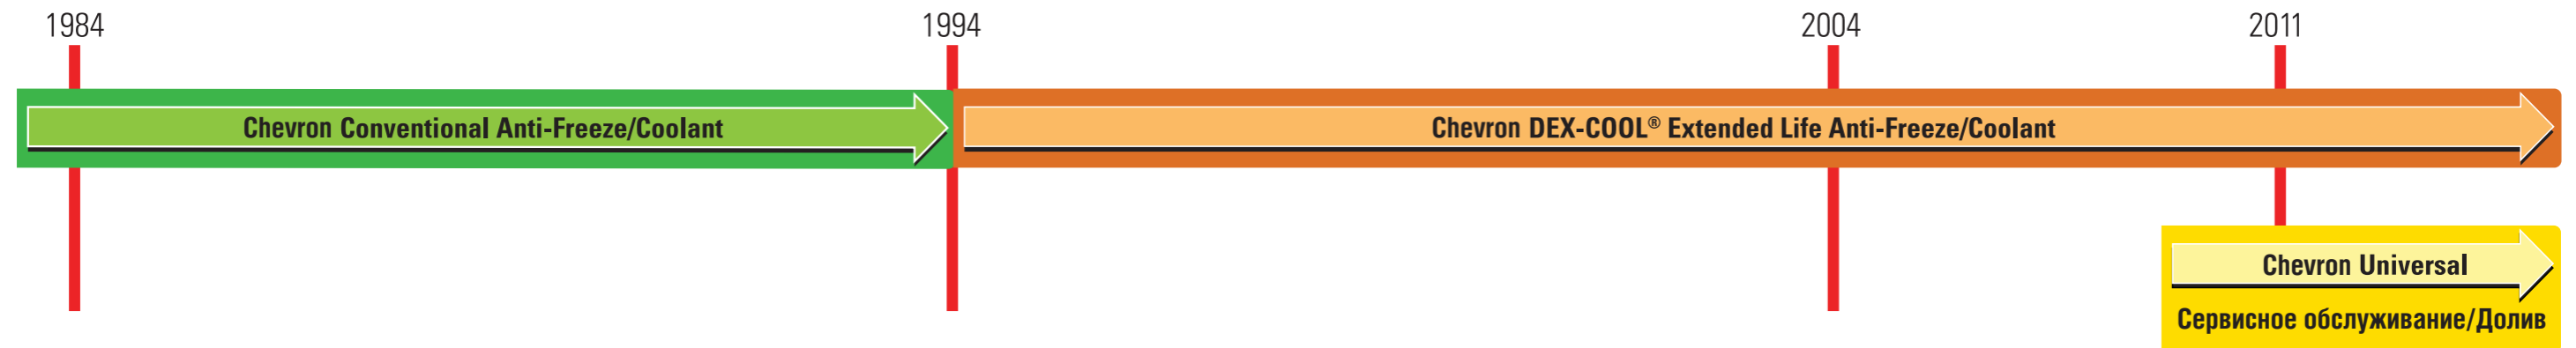 1984 1994 2004 2011
Chevron Conventional Anti-Freeze/Coolant
Chevron DEX-COOL® Extended Life Anti-Freeze/Coolant
Chevron Universal
Сервисное обслуживание/Долив